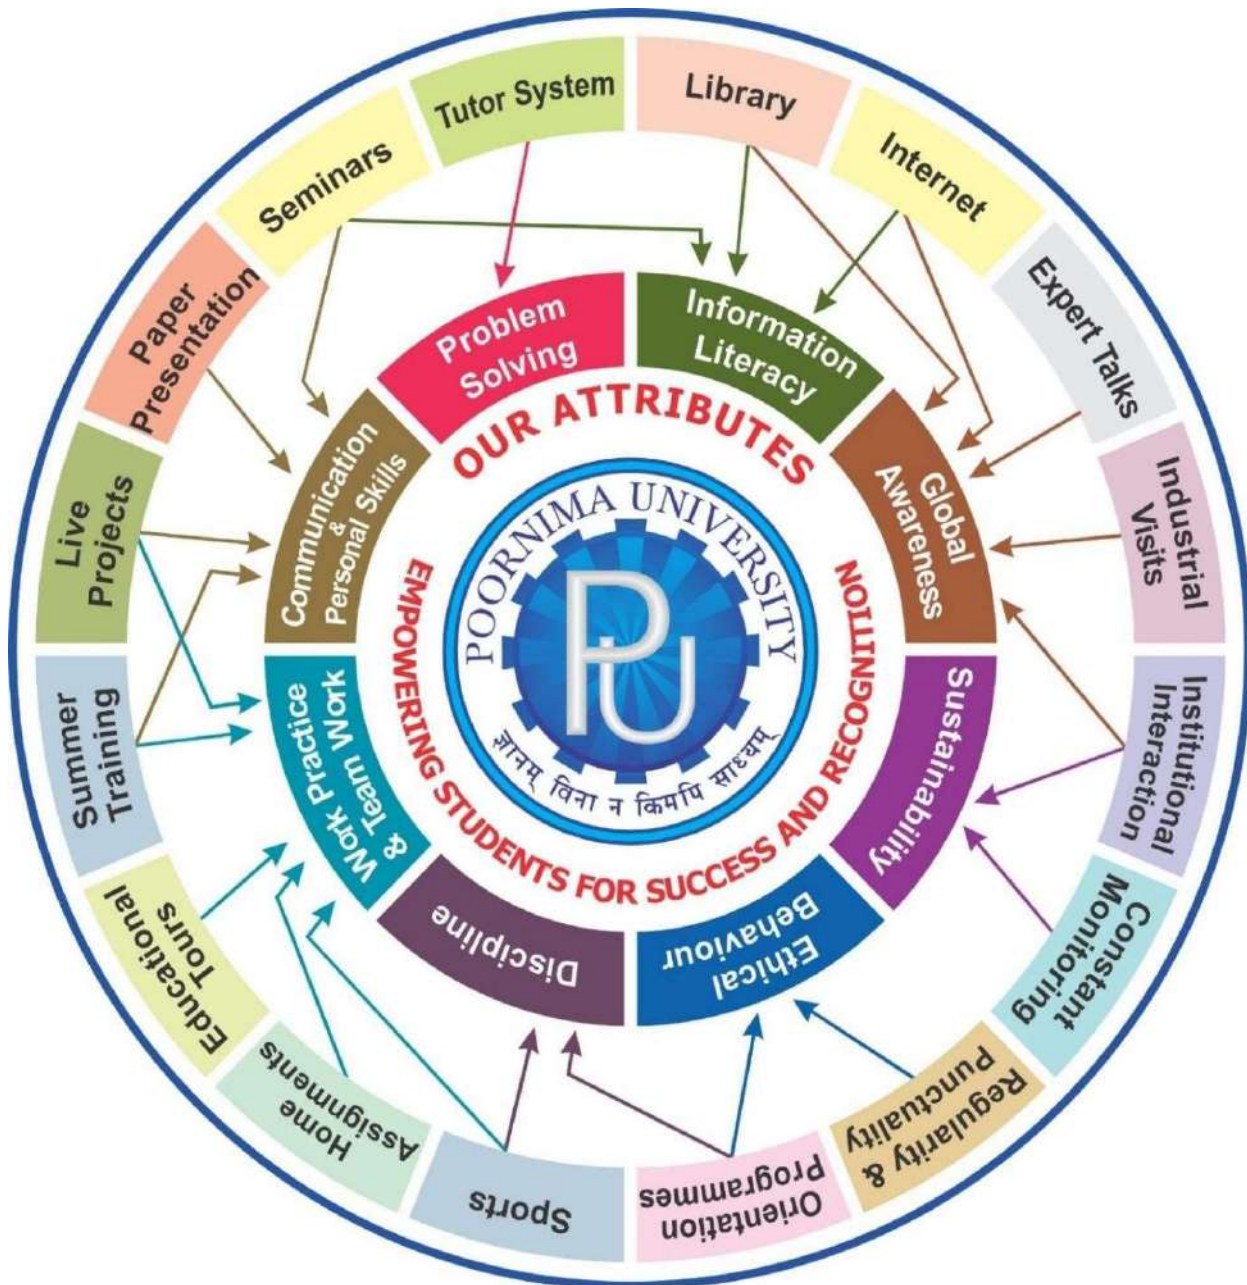 Tutor System
Library
Internet
Expert Talks
Industrial
Visits
Institutional
Interaction
Constant
Monitoring
Regularity &
Punctuality
Orientation
Programmes
Sports
Home
Assignments
Educational
Tours
Summer
Training
Live
Projects
Paper
Presentation
Seminars
Problem
Solving
Information
Literacy
Global
Awareness
Sustainability
Ethical
Behaviour
Discipline
Work Practice
& Team Work
Communication
&
Personal Skills
OUR ATTRIBUTES
EMPOWERING STUDENTS FOR SUCCESS AND RECOGNITION
POORNIMA UNIVERSITY
PU
ज्ञानम् विना न किमपि साध्यम्